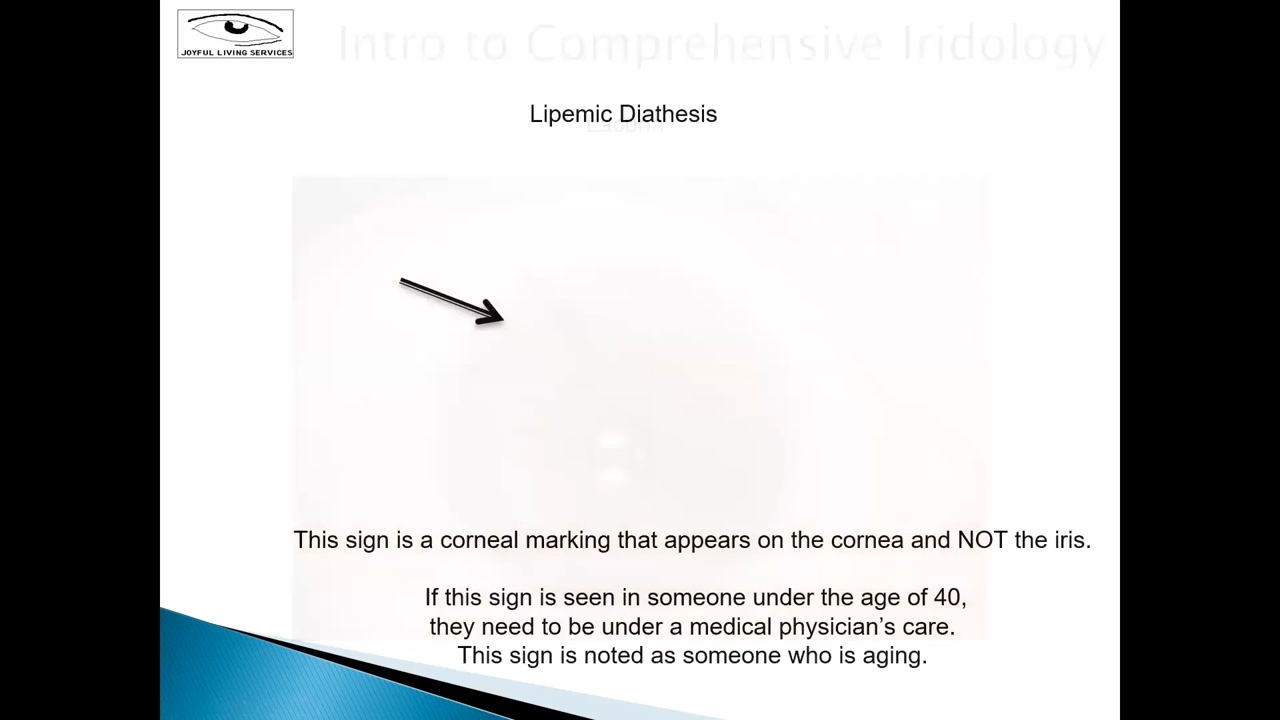 JOYFUL LIVING SERVICES
Intro to Comprehensive Iridology
Lipemic Diathesis
This sign is a corneal marking that appears on the cornea and NOT the iris.
If this sign is seen in someone under the age of 40,
they need to be under a medical physician’s care.
This sign is noted as someone who is aging.